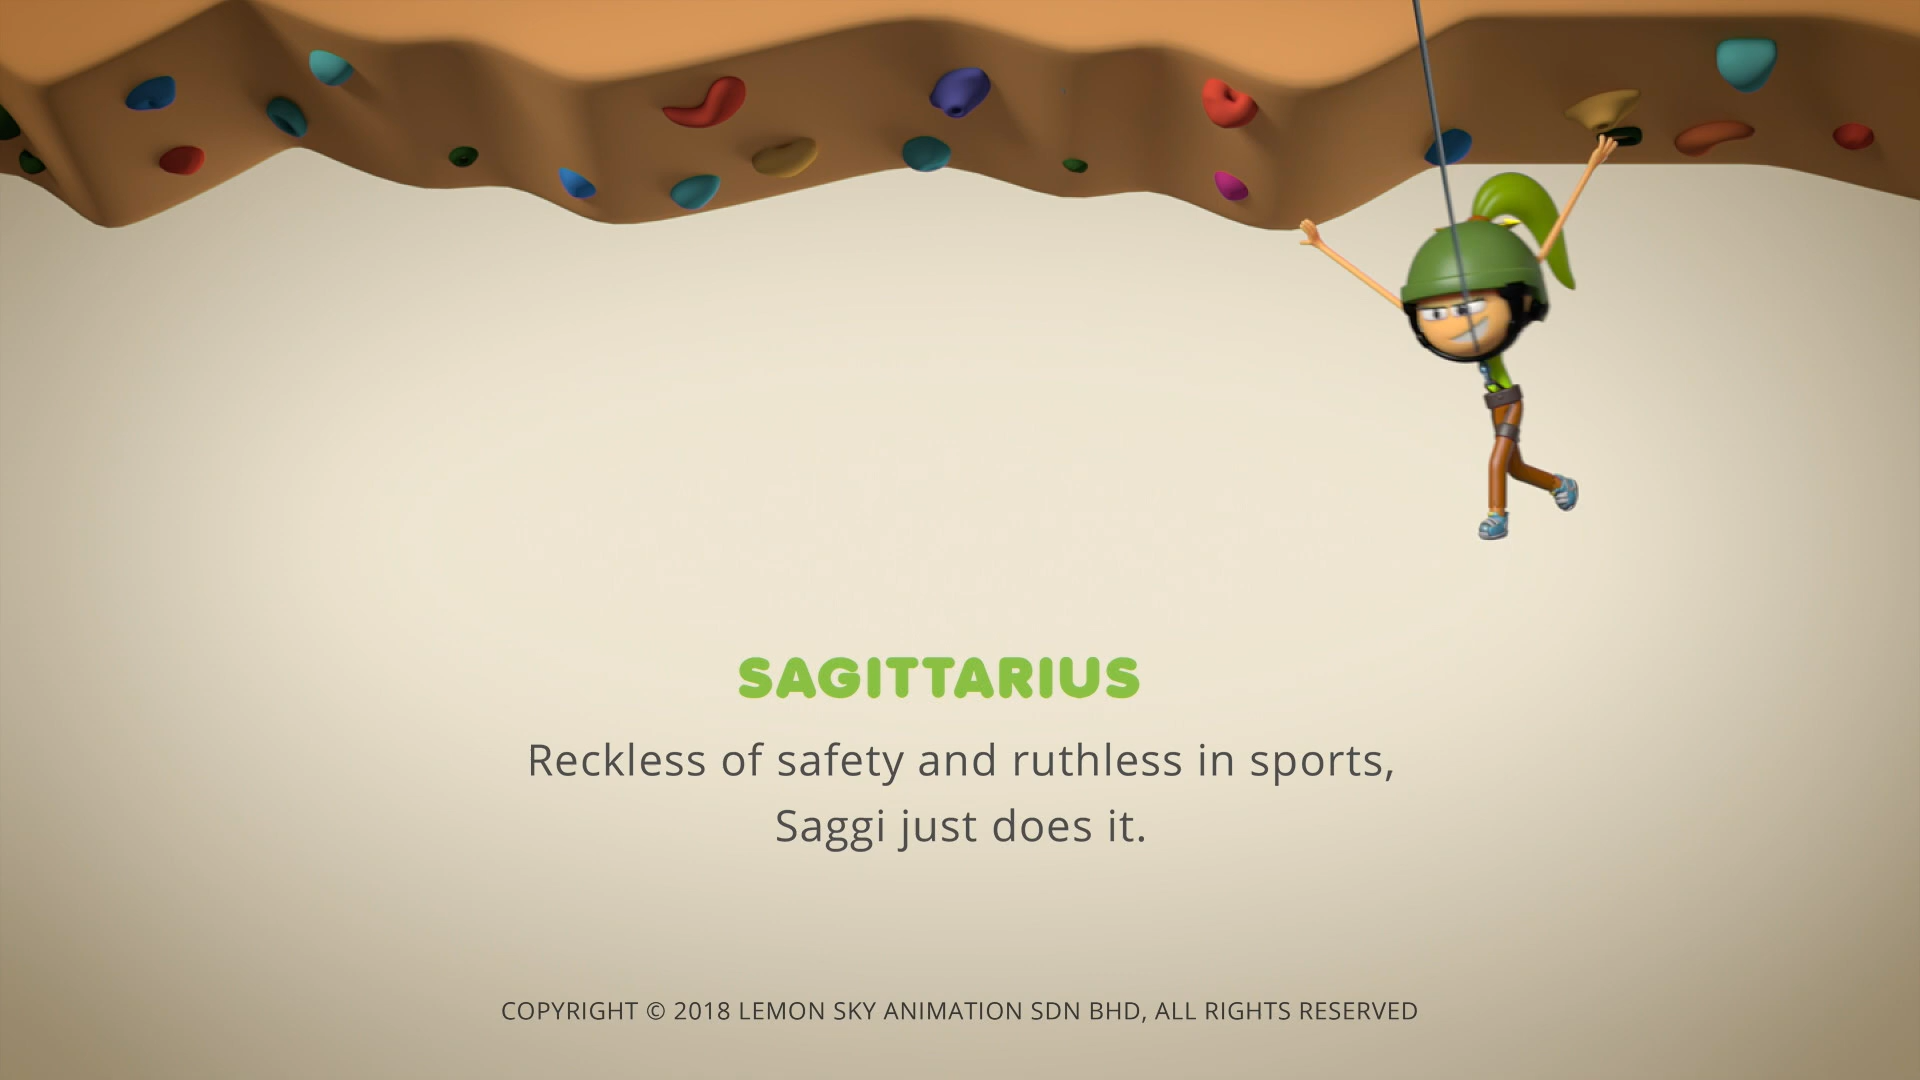 SAGITTARIUS
Reckless of safety and ruthless in sports,
Saggi just does it.
COPYRIGHT © 2018 LEMON SKY ANIMATION SDN BHD, ALL RIGHTS RESERVED